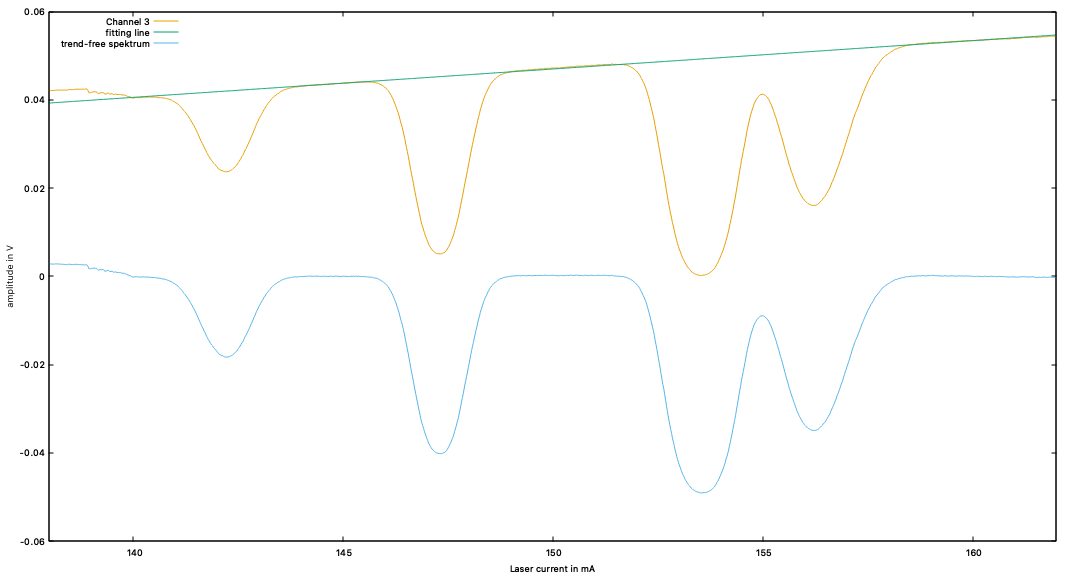 0.06
0.04
0.02
0
-0.02
-0.04
-0.06
amplitude in V
Channel 3
fitting line
trend-free spektrum
140
145
150
155
160
Laser current in mA